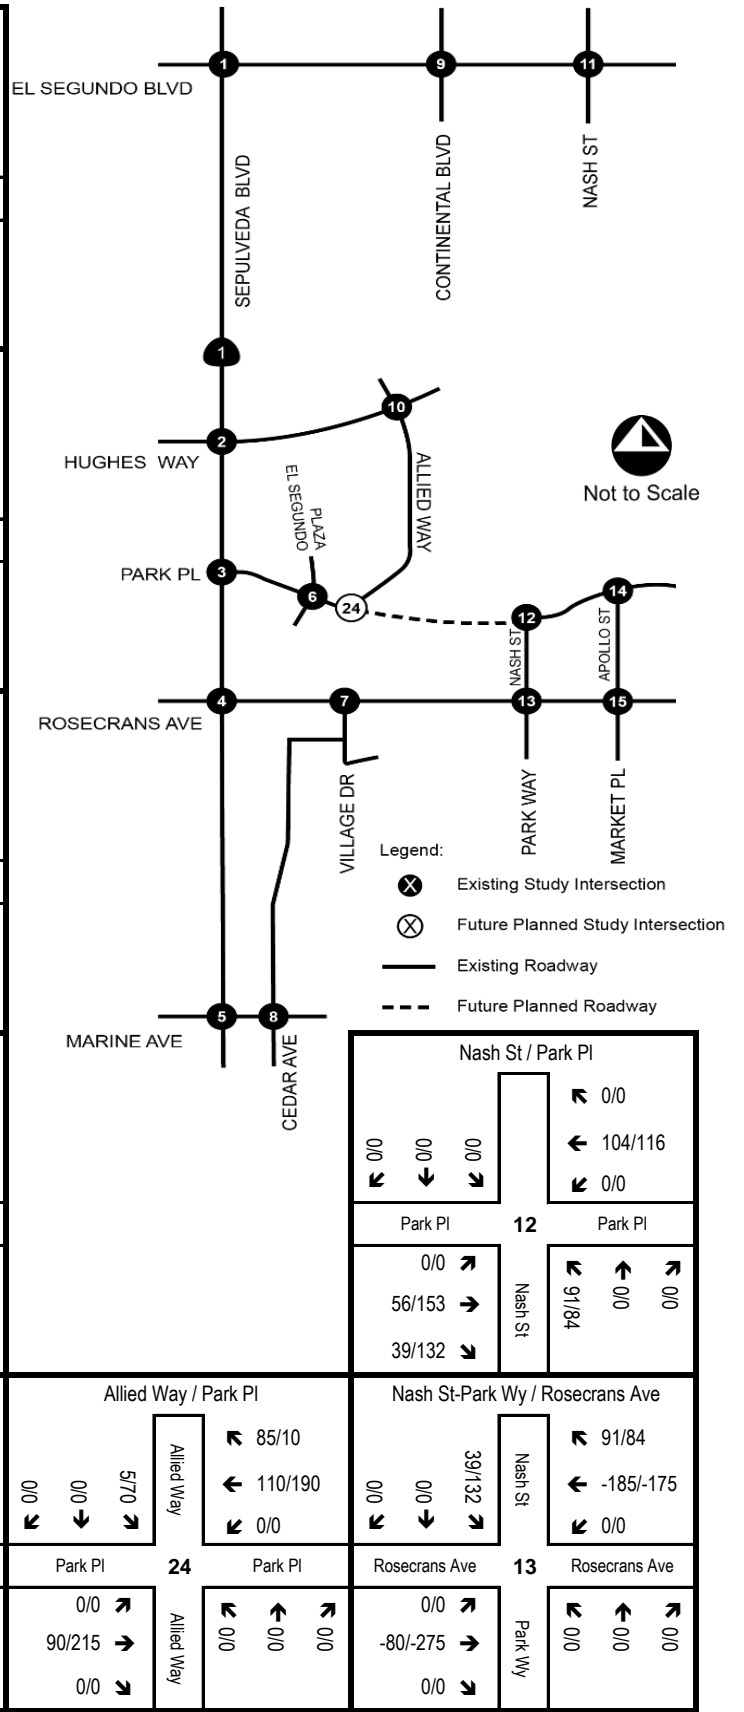 1
9
11
EL SEGUNDO BLVD
SEPULVEDA BLVD
CONTINENTAL BLVD
NASH ST
1
10
2
HUGHES WAY
ALLIED WAY
Not to Scale
EL SEGUNDO
PLAZA
PARK PL
3
6
24
12
14
NASH ST
APOLLO ST
4
7
13
15
ROSECRANS AVE
VILLAGE DR
PARK WAY
MARKET PL
Legend:
X Existing Study Intersection
X Future Planned Study Intersection
Existing Roadway
Future Planned Roadway
5
8
MARINE AVE
CEDAR AVE
Nash St / Park Pl
0/0
104/116
0/0
0/0
0/0
0/0
Park Pl
12
Park Pl
0/0
56/153
39/132
Nash St
91/84
0/0
0/0
Allied Way / Park Pl
85/10
110/190
0/0
0/0
0/0
5/70
Allied Way
Park Pl
24
Park Pl
0/0
90/215
0/0
Allied Way
0/0
0/0
0/0
Nash St-Park Wy / Rosecrans Ave
91/84
-185/-175
0/0
0/0
0/0
39/132
Nash St
Rosecrans Ave
13
Rosecrans Ave
0/0
-80/-275
0/0
Park Wy
0/0
0/0
0/0